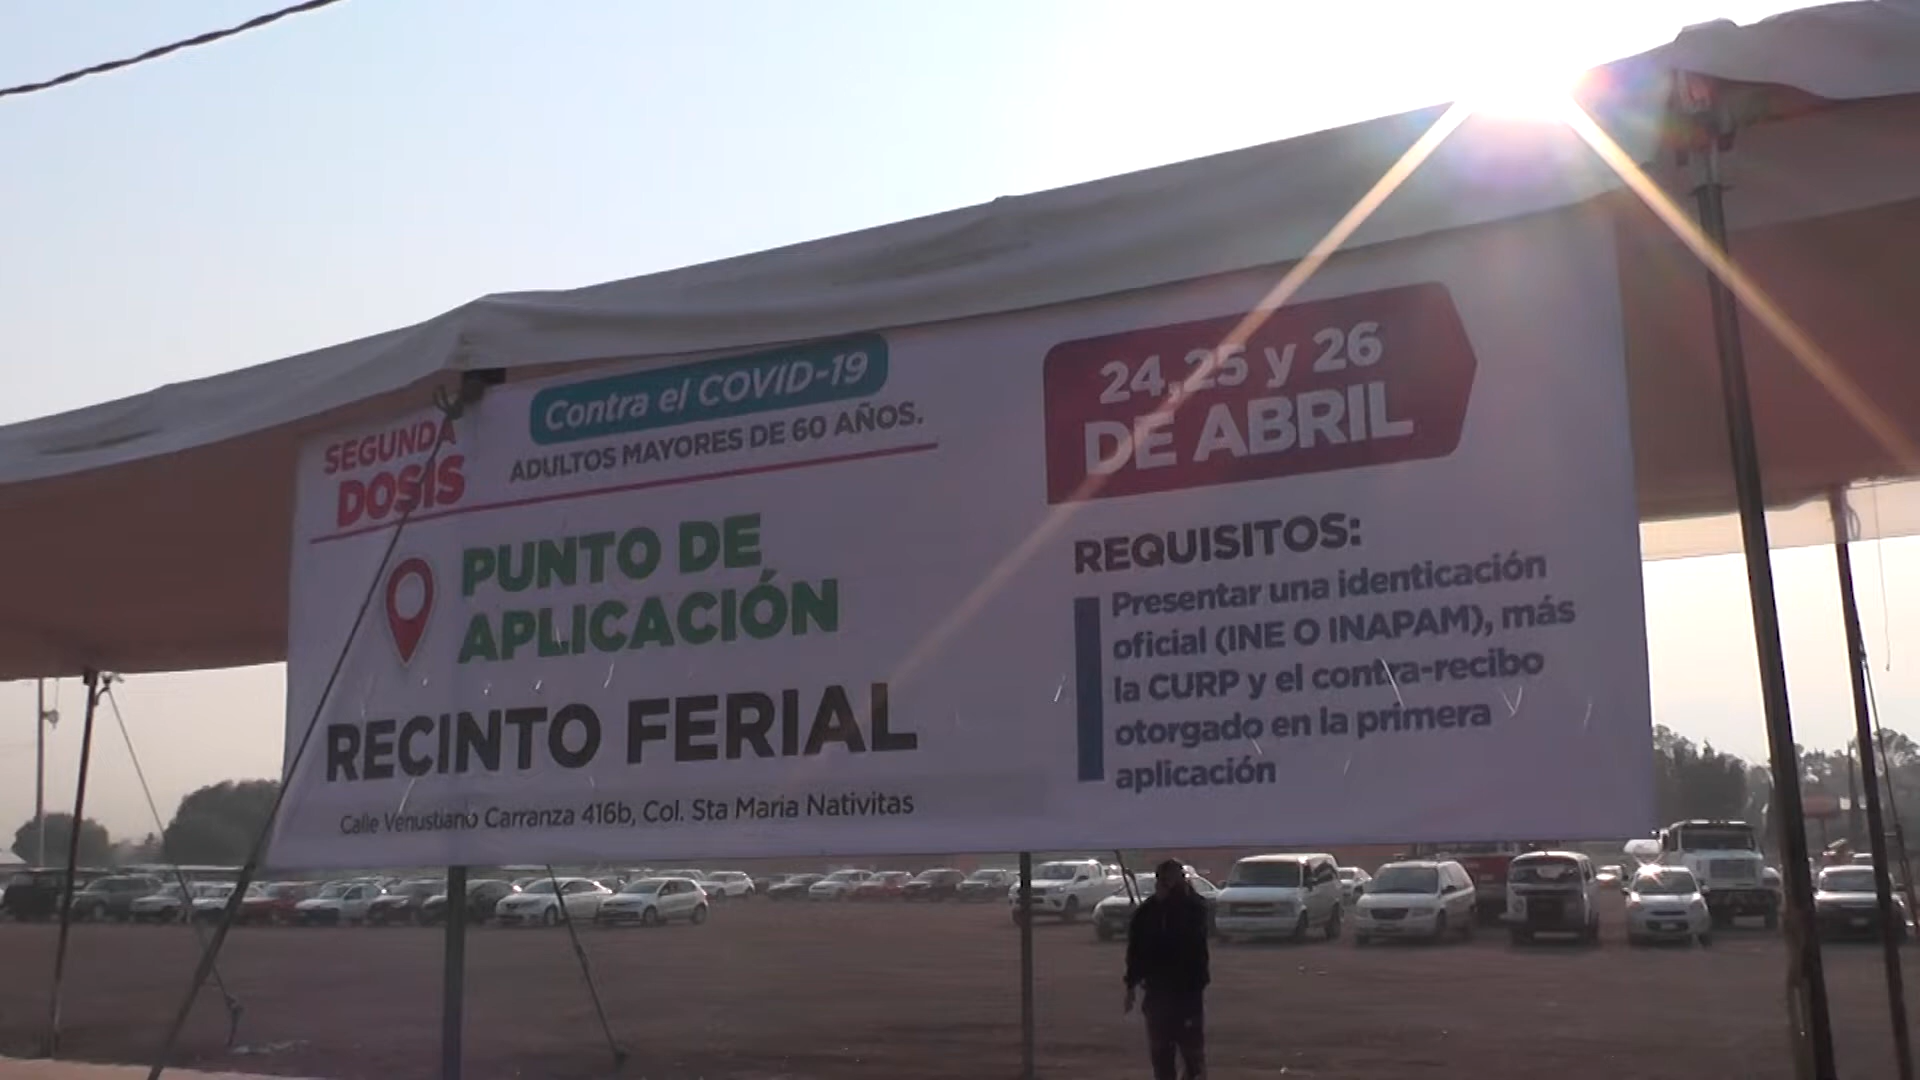 SEGUNDA
DOSIS
Contra el COVID-19
ADULTOS MAYORES DE 60 AÑOS.
PUNTO DE
APLICACIÓN
RECINTO FERIAL
Calle Venustiano Carranza 416b, Col. Sta Maria Nativitas
24,25 y 26
DE ABRIL
REQUISITOS:
Presentar una identicación
oficial (INE O INAPAM), más
la CURP y el contra-recibo
otorgado en la primera
aplicación